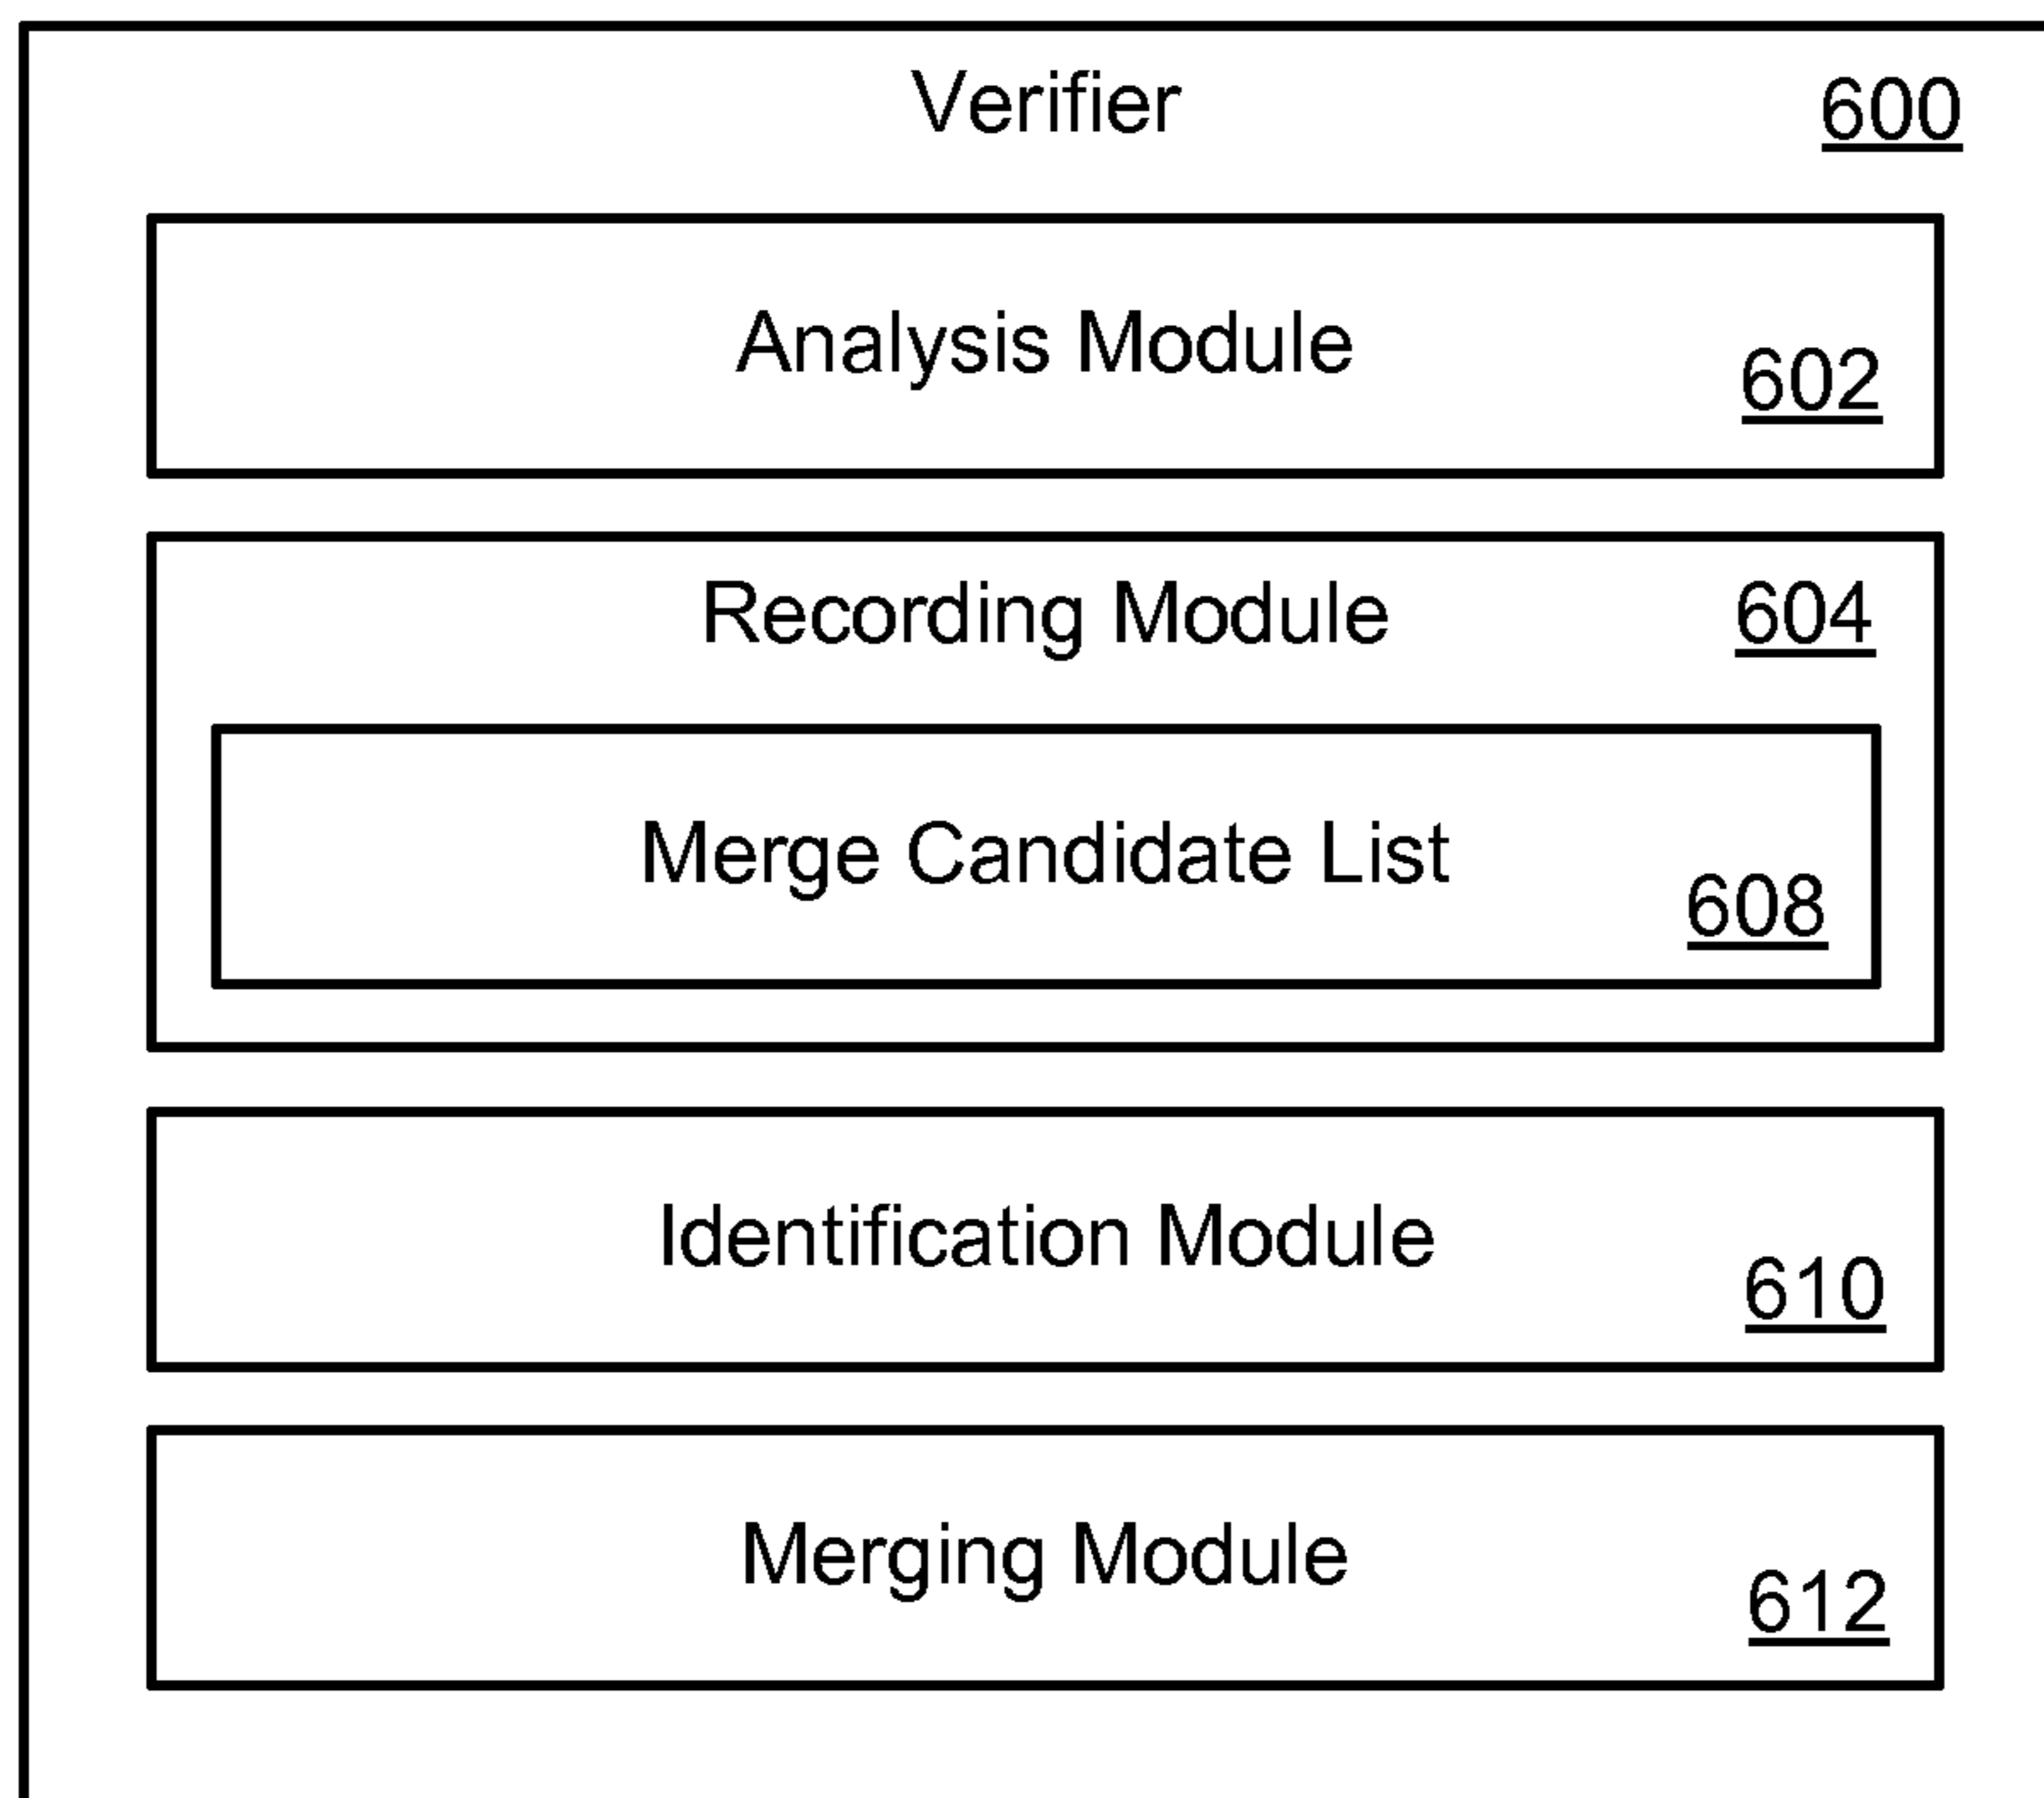 Verifier 600
Analysis Module
602
Recording Module 604
Merge Candidate List
608
Identification Module
610
Merging Module
612